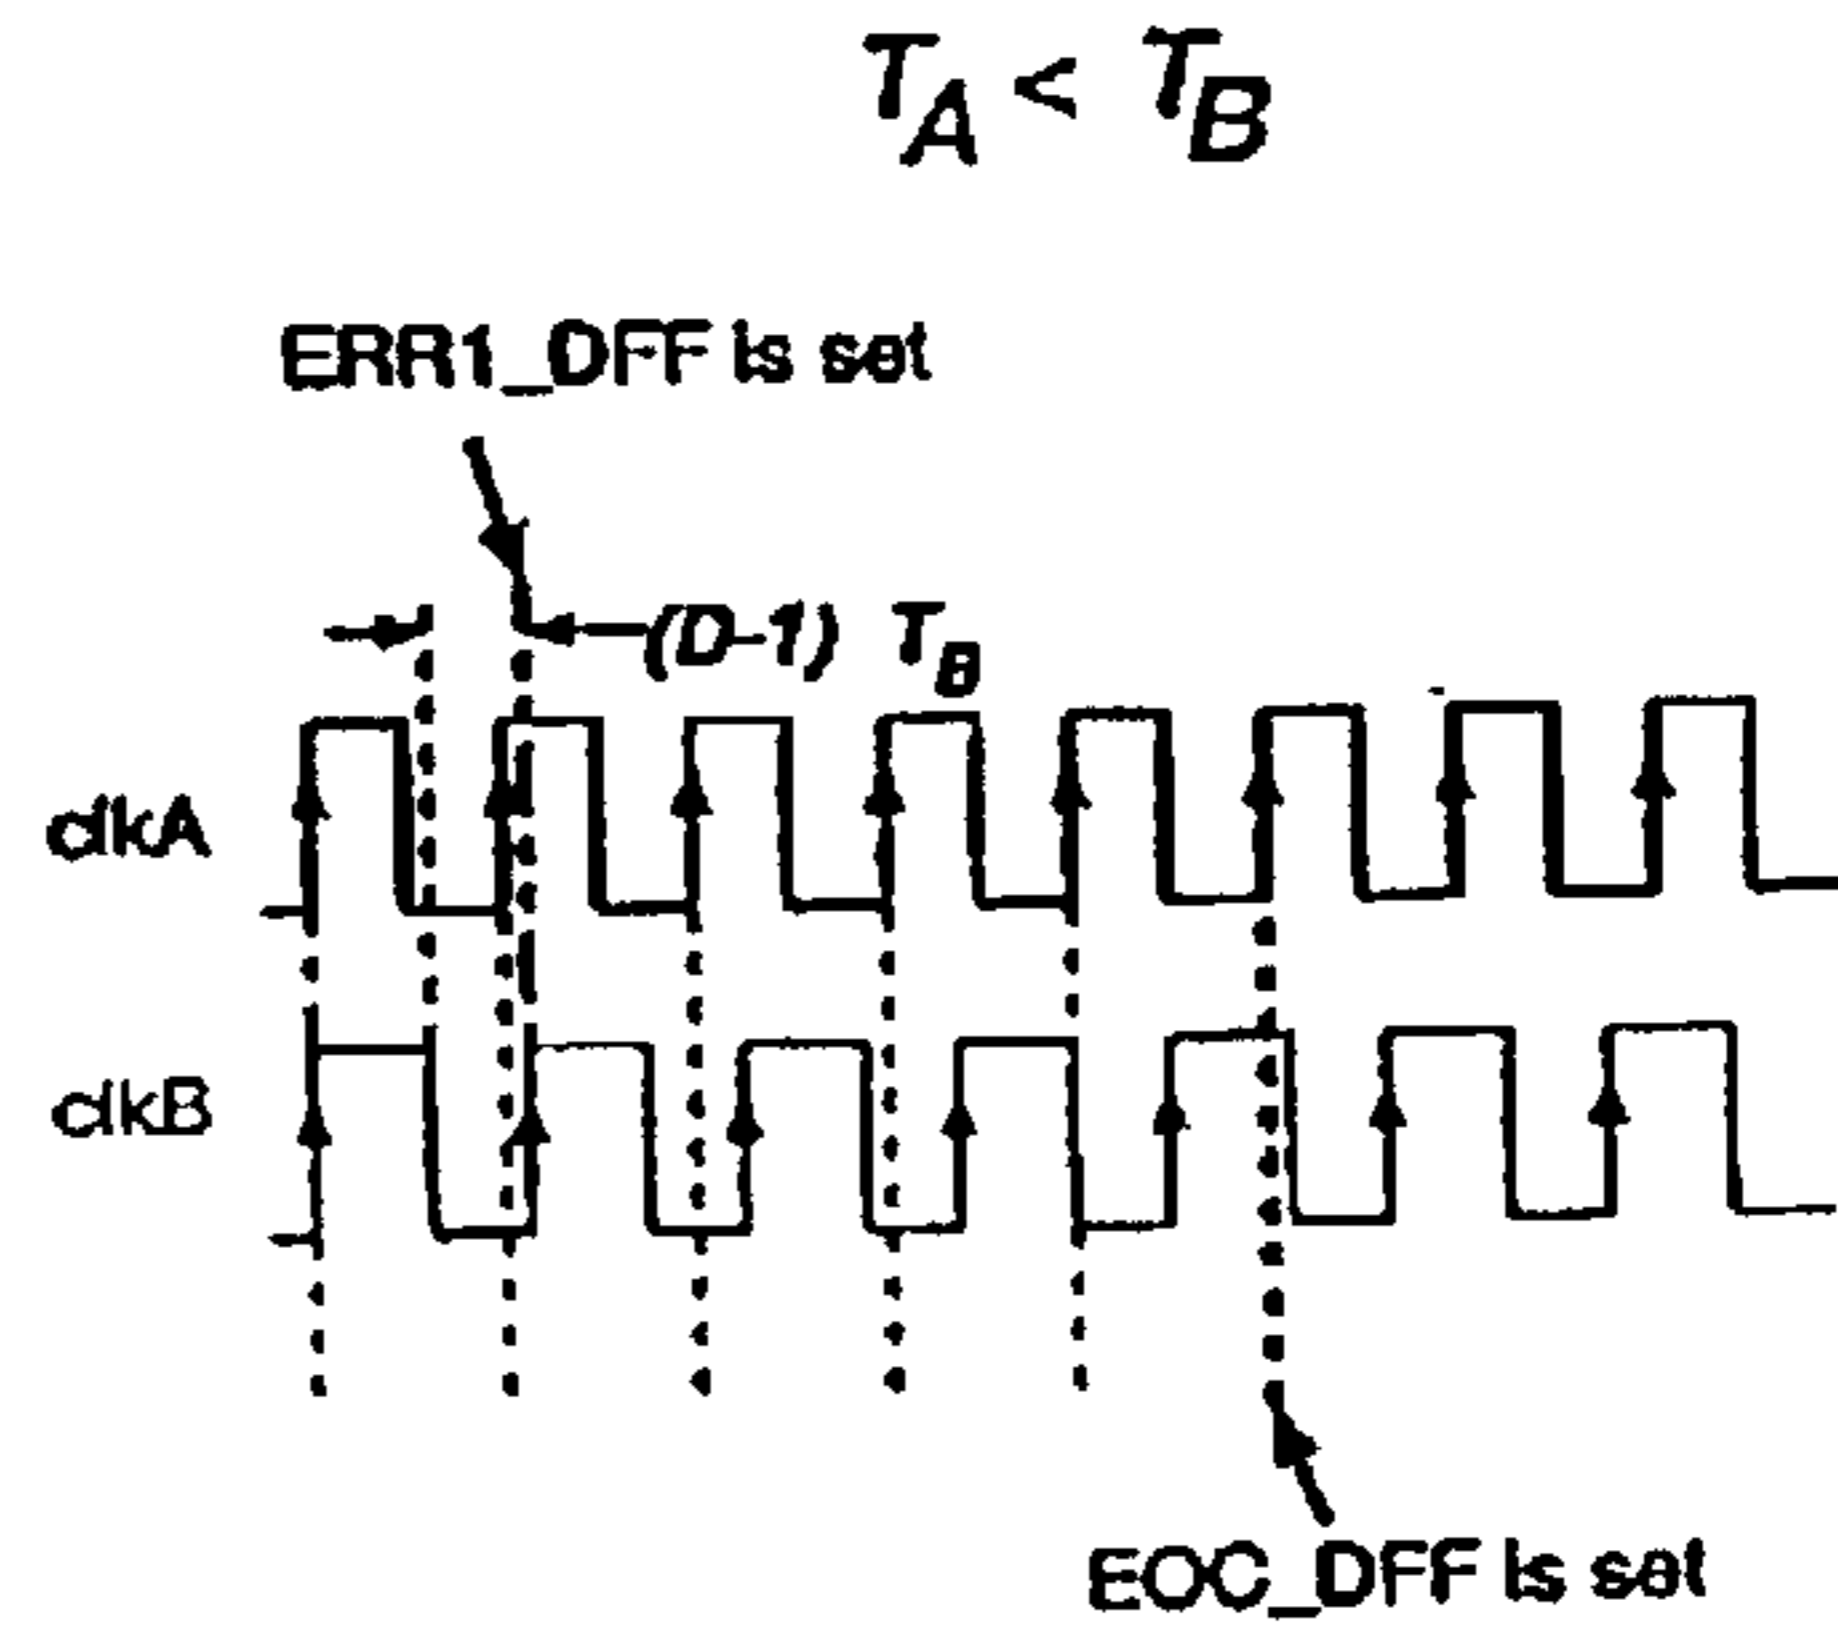 T_A < T_B
ERR1_DFF is set
(D-1) T_B
clkA
clkB
EOC_DFF is set